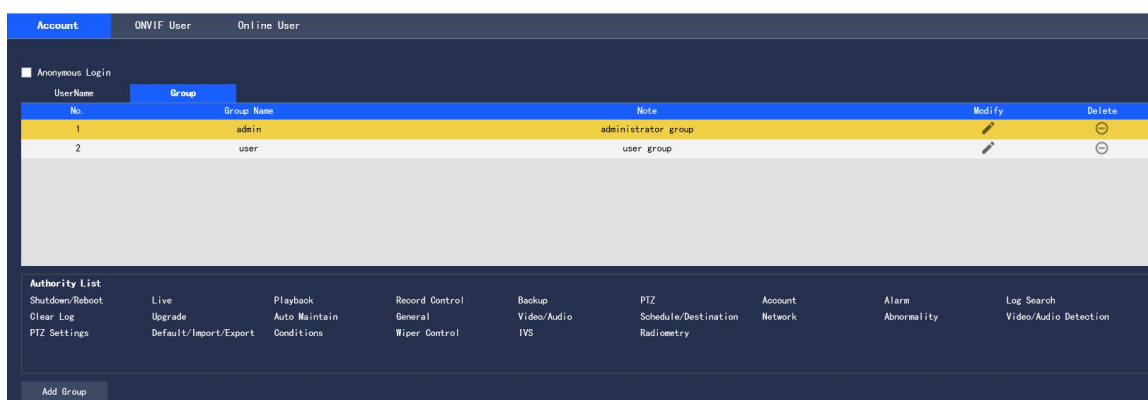 Account ONVIF User Online User
Anonymous Login
UserName Group
No. Group Name Note Modify Delete
1 admin administrator group
2 user user group
Authority List
Shutdown/Reboot Live Playback Record Control Backup PTZ Account Alarm Log Search
Clear Log Upgrade Auto Maintain General Video/Audio Schedule/Destination Network Abnormality Video/Audio Detection
PTZ Settings Default/Import/Export Conditions Wiper Control IVS Radiometry
Add Group